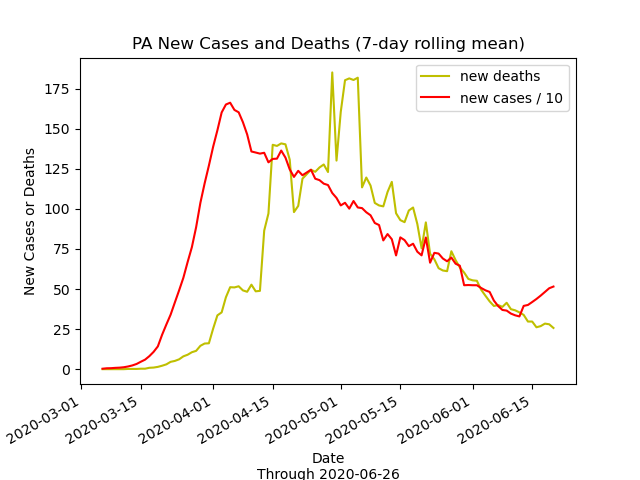 PA New Cases and Deaths (7-day rolling mean)
new deaths
new cases / 10
New Cases or Deaths
175
150
125
100
75
50
25
0
2020-03-01
2020-03-15
2020-04-01
2020-04-15
2020-05-01
2020-05-15
2020-06-01
2020-06-15
Date
Through 2020-06-26